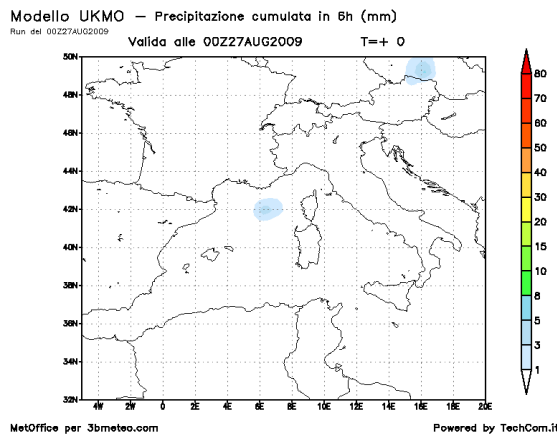 Modello UKMO — Precipitazione cumulata in 6h (mm)
Run del 00Z27AUG2009
Valida alle 00Z27AUG2009 T=+ 0
50N
48N
46N
44N
42N
40N
38N
36N
34N
32N
4W 2W 0 2E 4E 6E 8E 10E 12E 14E 16E 18E 20E
80
70
60
50
40
30
20
15
10
8
5
3
1
MetOffice per 3bmeteo.com Powered by TechCom.it